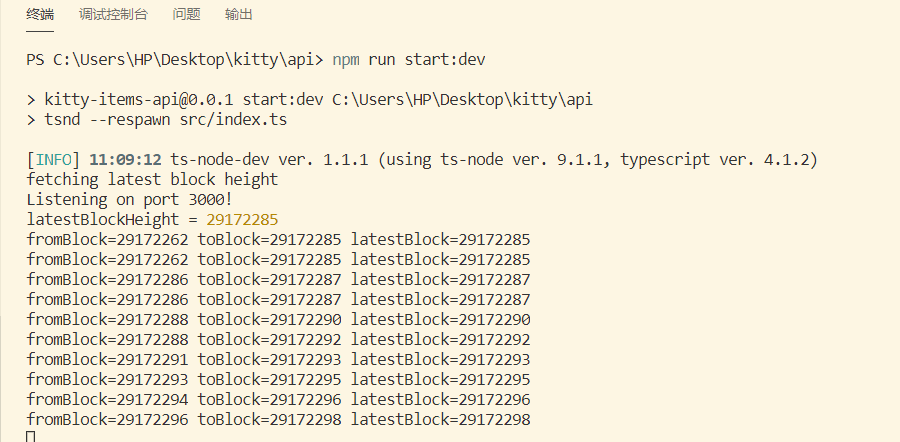 终端 调试控制台 问题 输出
PS C:\Users\HP\Desktop\kitty\api> npm run start:dev
> kitty-items-api@0.0.1 start:dev C:\Users\HP\Desktop\kitty\api
> tsnd --respawn src/index.ts
[INFO] 11:09:12 ts-node-dev ver. 1.1.1 (using ts-node ver. 9.1.1, typescript ver. 4.1.2)
fetching latest block height
Listening on port 3000!
latestBlockHeight = 29172285
fromBlock=29172262 toBlock=29172285 latestBlock=29172285
fromBlock=29172262 toBlock=29172285 latestBlock=29172285
fromBlock=29172286 toBlock=29172287 latestBlock=29172287
fromBlock=29172286 toBlock=29172287 latestBlock=29172287
fromBlock=29172288 toBlock=29172290 latestBlock=29172290
fromBlock=29172288 toBlock=29172292 latestBlock=29172292
fromBlock=29172291 toBlock=29172293 latestBlock=29172293
fromBlock=29172293 toBlock=29172295 latestBlock=29172295
fromBlock=29172294 toBlock=29172296 latestBlock=29172296
fromBlock=29172296 toBlock=29172298 latestBlock=29172298